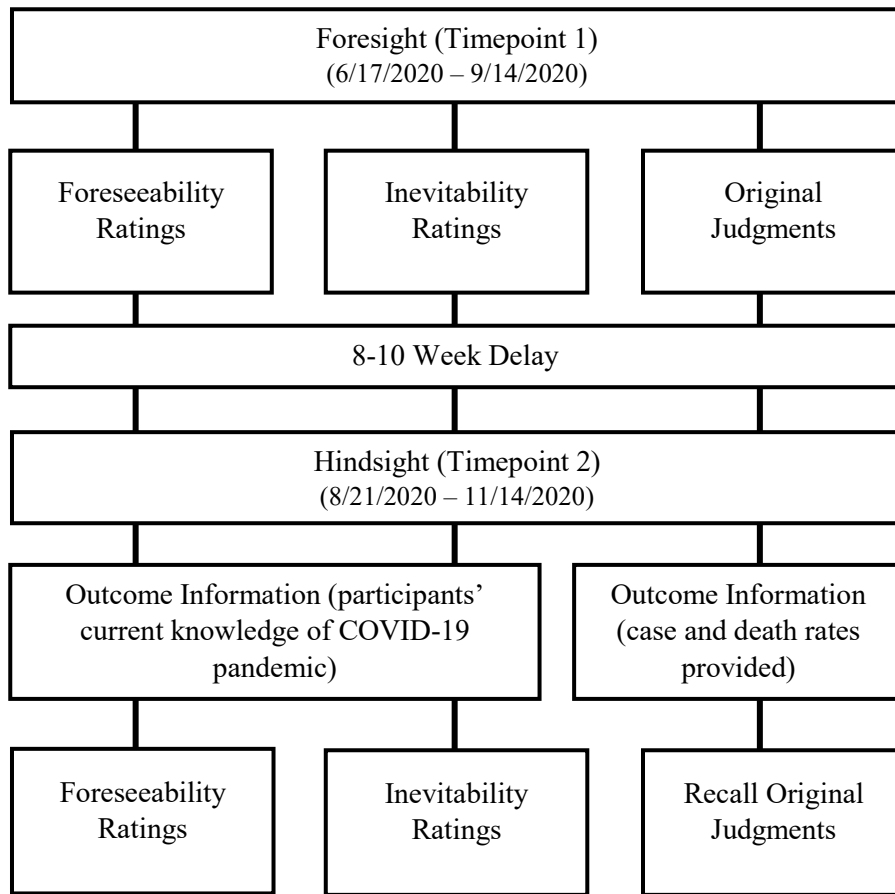 Foresight (Timepoint 1)
(6/17/2020 – 9/14/2020)
Foreseeability
Ratings
Inevitability
Ratings
Original
Judgments
8-10 Week Delay
Hindsight (Timepoint 2)
(8/21/2020 – 11/14/2020)
Outcome Information (participants’
current knowledge of COVID-19
pandemic)
Outcome Information
(case and death rates
provided)
Foreseeability
Ratings
Inevitability
Ratings
Recall Original
Judgments